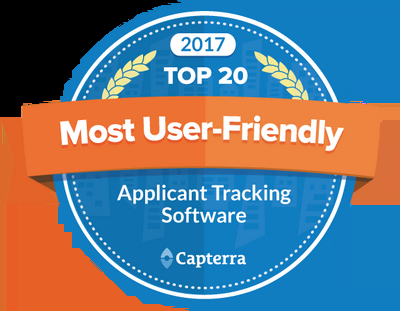 2017
TOP 20
Most User-Friendly
Applicant Tracking
Software
Capterra